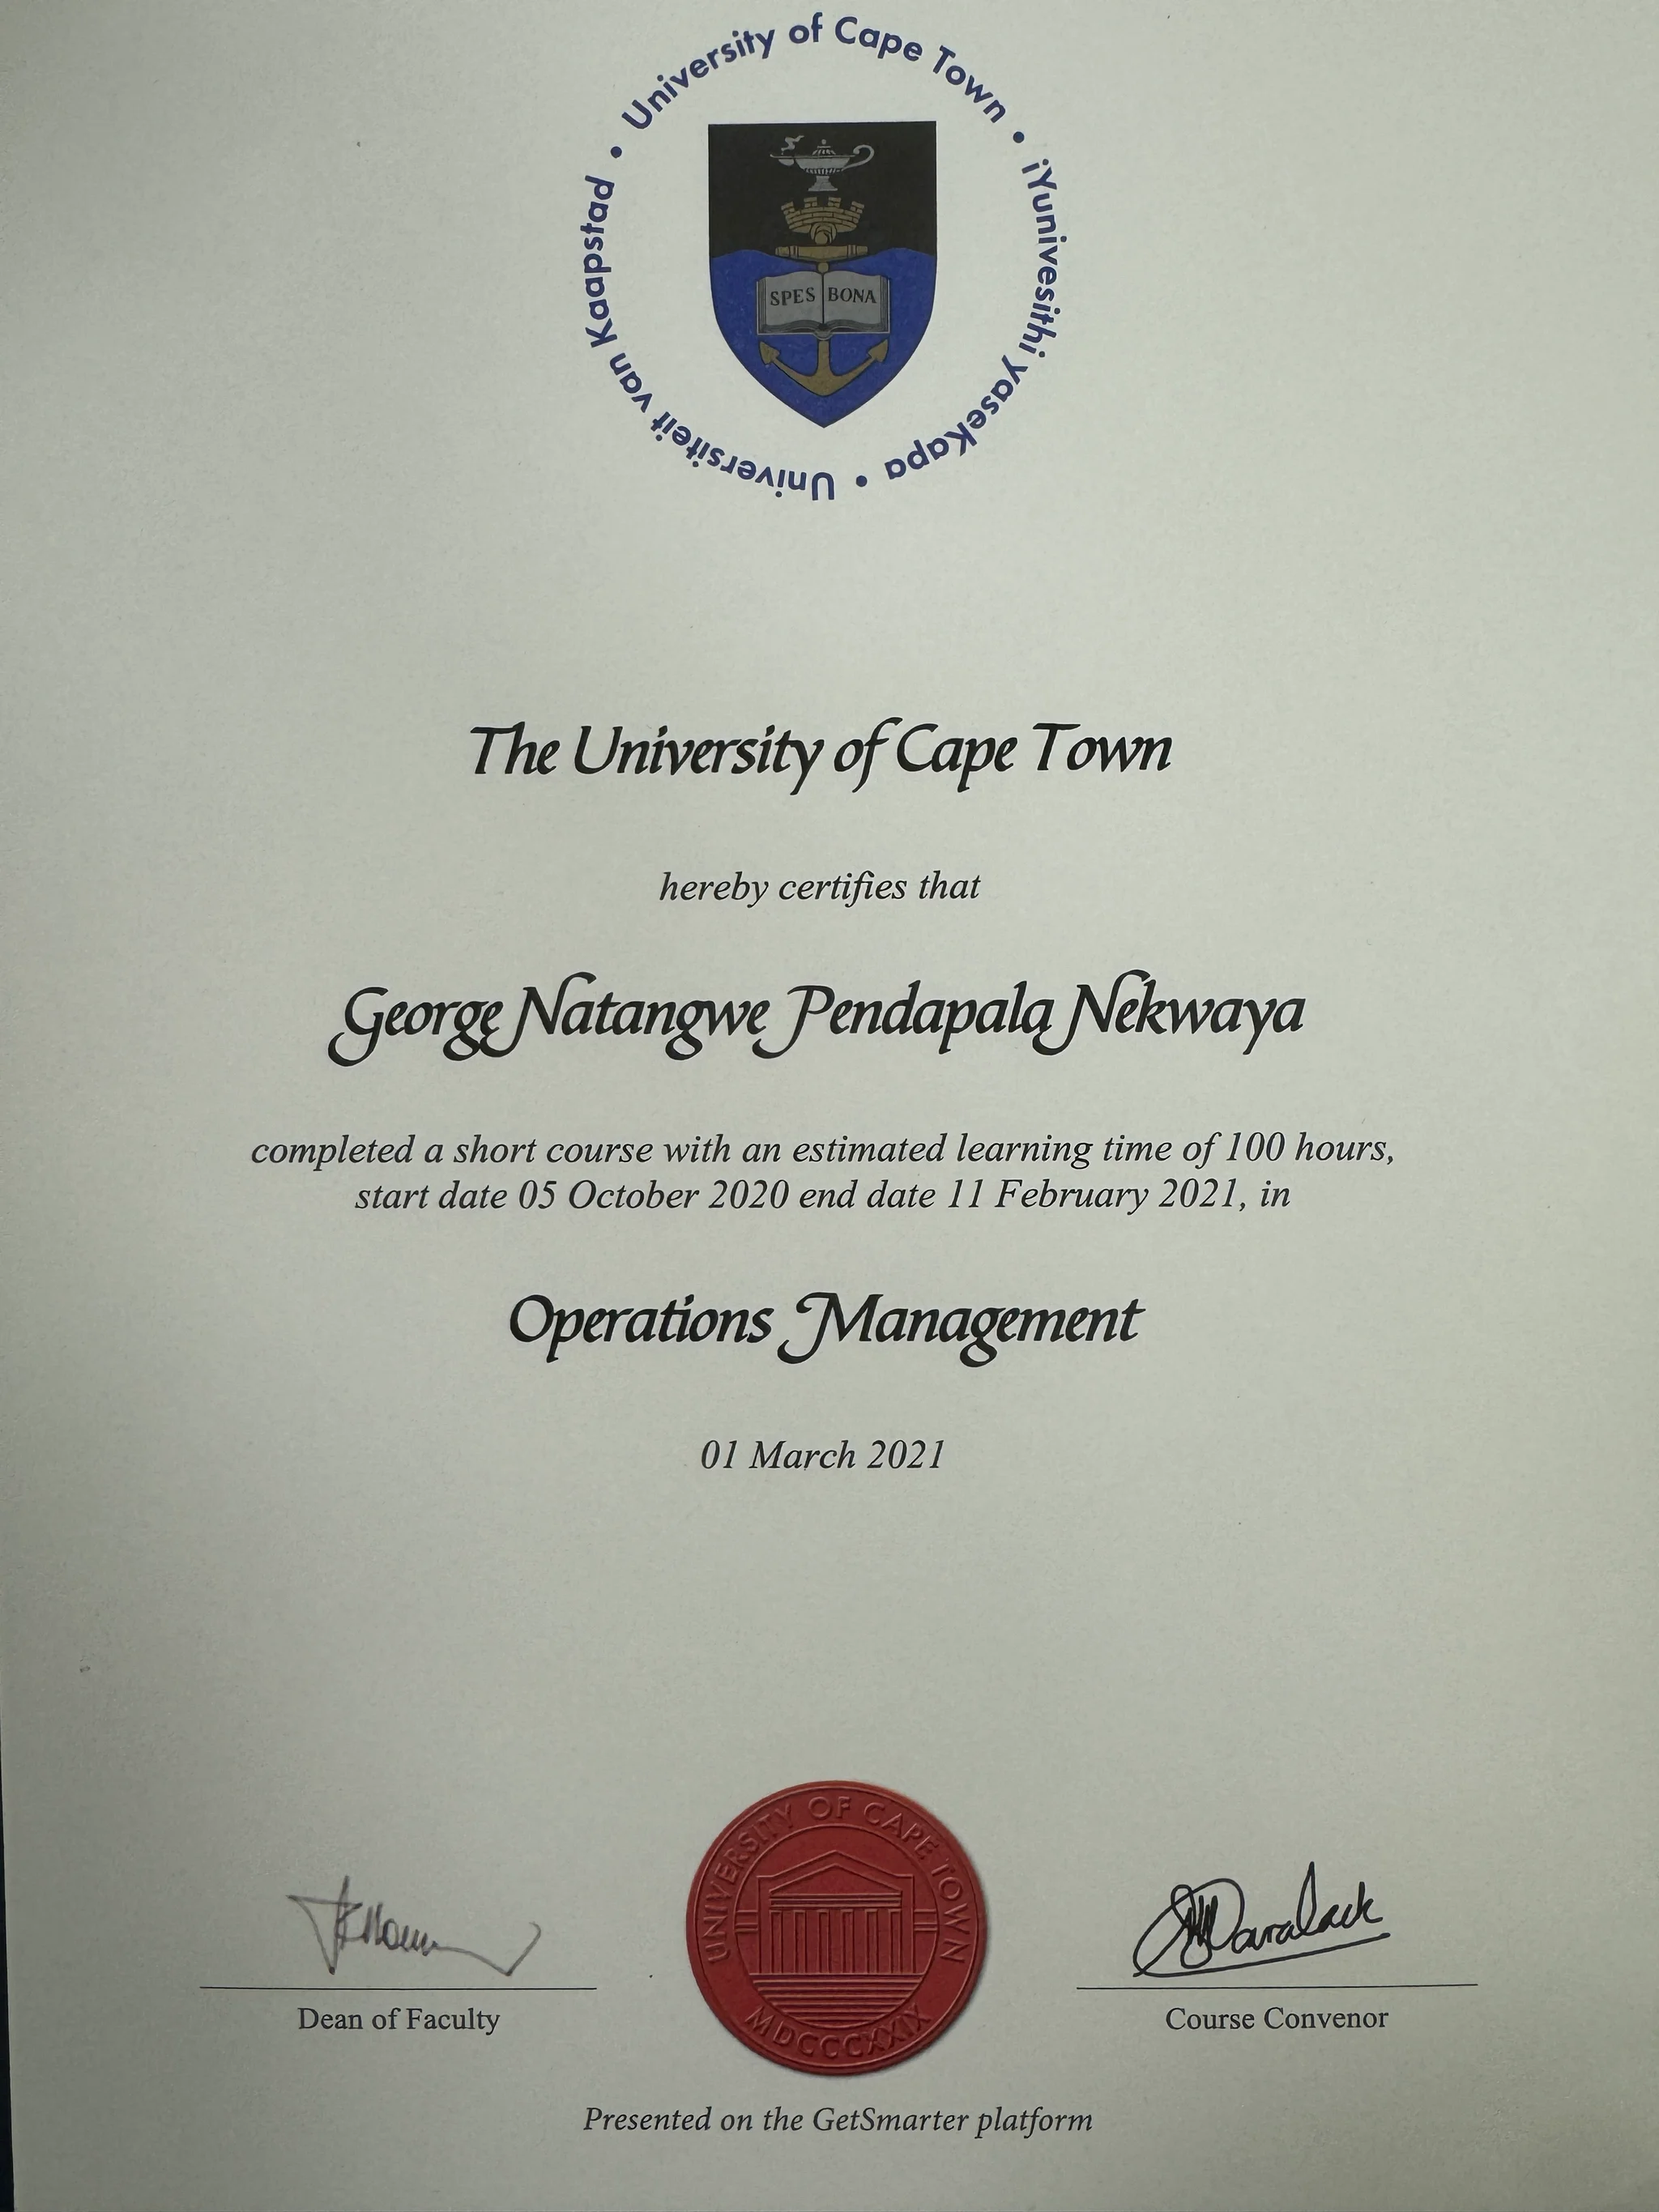 University of Cape Town • iYunivesithi yaseKapa • Universiteit van Kaapstad •
SPES BONA
The University of Cape Town
hereby certifies that
George Natangwe Pendapala Nekwaya
completed a short course with an estimated learning time of 100 hours,
start date 05 October 2020 end date 11 February 2021, in
Operations Management
01 March 2021
UNIVERSITY OF CAPE TOWN
MDCCCXXIX
Dean of Faculty
Course Convenor
Presented on the GetSmarter platform